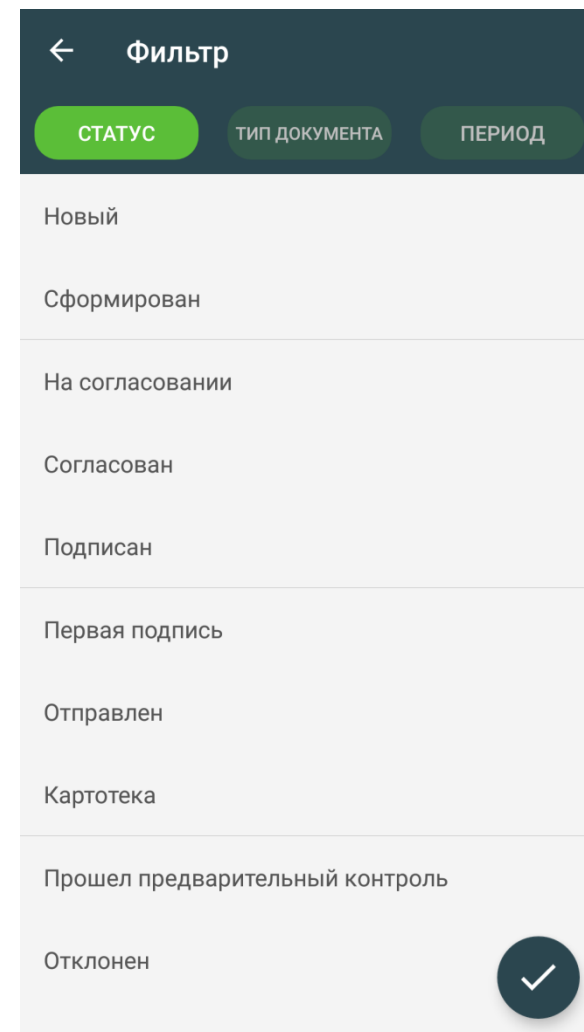 Фильтр
СТАТУС ТИП ДОКУМЕНТА ПЕРИОД
Новый
Сформирован
На согласовании
Согласован
Подписан
Первая подпись
Отправлен
Картотека
Прошел предварительный контроль
Отклонен